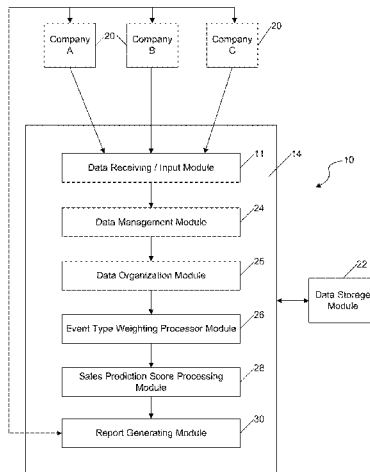 Company A
20
Company B
20
Company C
20
Data Receiving / Input Module
11
14
10
Data Management Module
24
Data Organization Module
25
22
Data Storage Module
Event Type Weighting Processor Module
26
Sales Prediction Score Processing Module
28
Report Generating Module
30